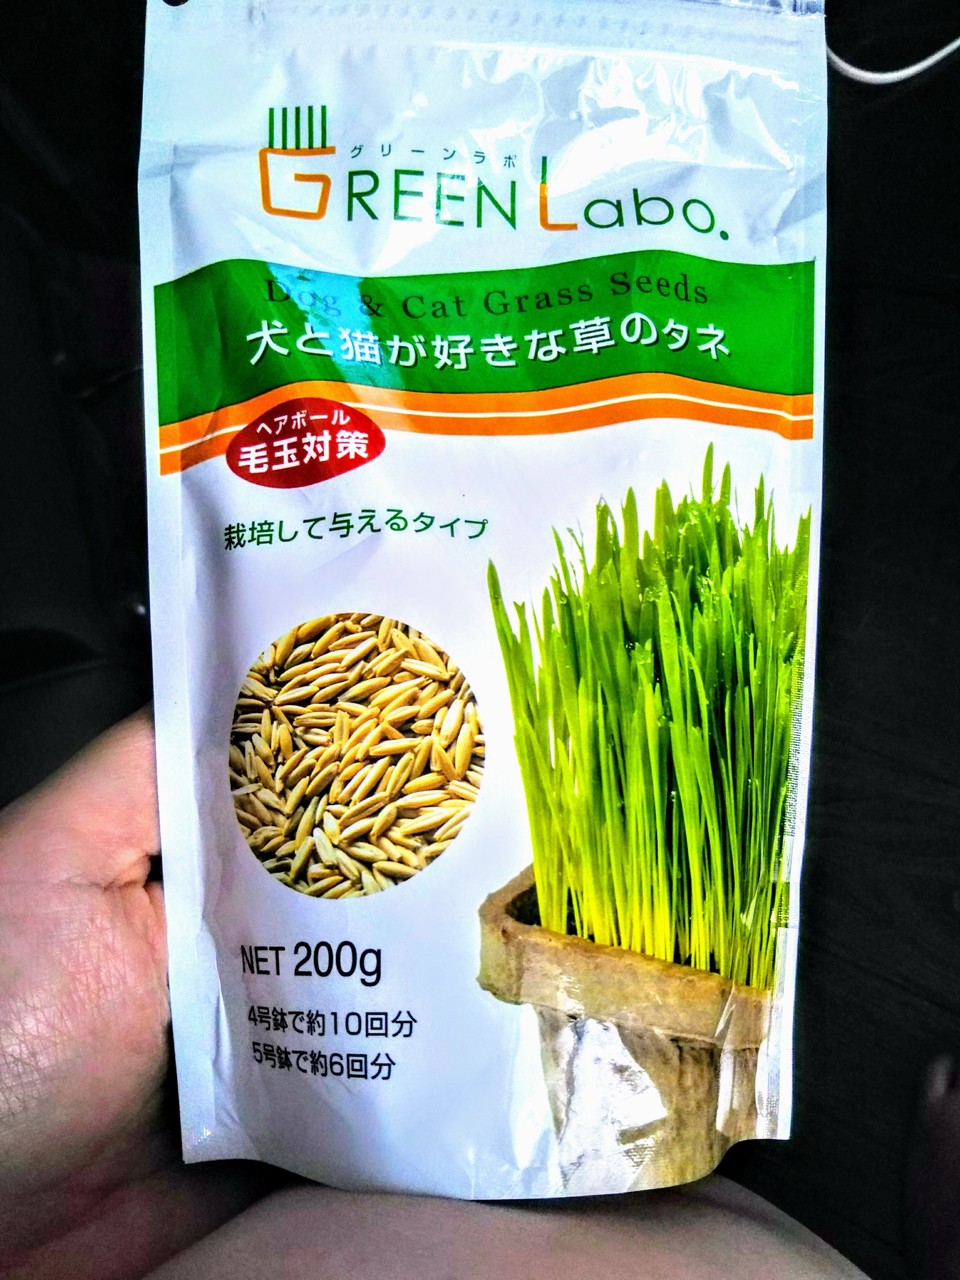 グリーンラボ
GREEN Labo.
Dog & Cat Grass Seeds
犬と猫が好きな草のタネ
ヘアボール
毛玉対策
栽培して与えるタイプ
NET 200g
4号鉢で約10回分
5号鉢で約6回分